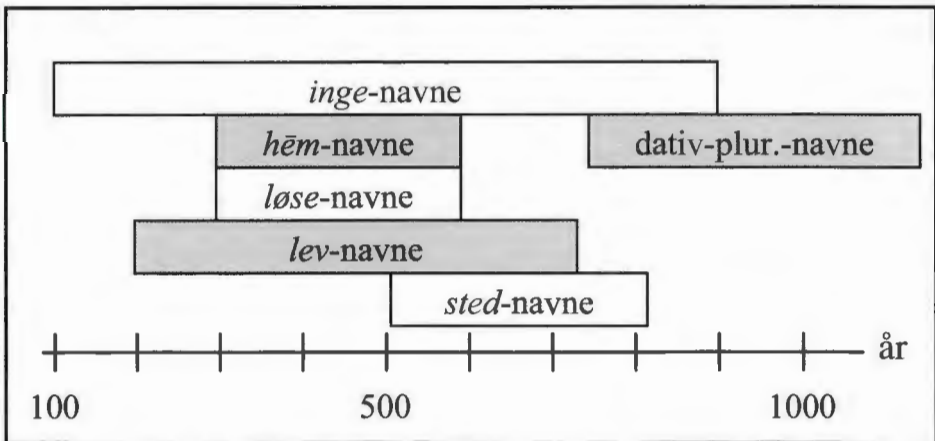 inge-navne
hēm-navne
dativ-plur.-navne
løse-navne
lev-navne
sted-navne
år
100
500
1000